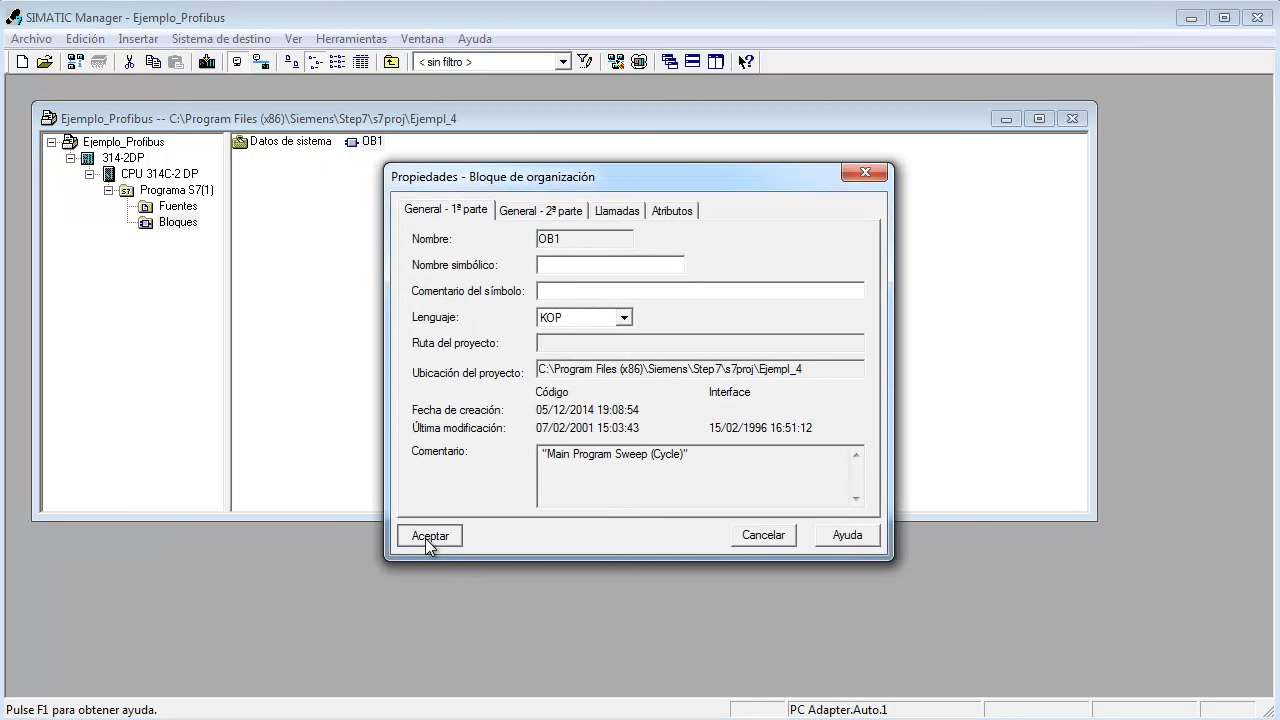 SIMATIC Manager - Ejemplo_Profibus
Archivo Edición Insertar Sistema de destino Ver Herramientas Ventana Ayuda
< sin filtro >
Ejemplo_Profibus -- C:\Program Files (x86)\Siemens\Step7\s7proj\Ejempl_4
Ejemplo_Profibus
314-2DP
CPU 314C-2 DP
Programa S7(1)
Fuentes
Bloques
Datos de sistema OB1
Propiedades - Bloque de organización
General - 1ª parte General - 2ª parte Llamadas Atributos
Nombre: OB1
Nombre simbólico:
Comentario del símbolo:
Lenguaje: KOP
Ruta del proyecto:
Ubicación del proyecto: C:\Program Files (x86)\Siemens\Step7\s7proj\Ejempl_4
Código Interface
Fecha de creación: 05/12/2014 19:08:54
Última modificación: 07/02/2001 15:03:43 15/02/1996 16:51:12
Comentario: "Main Program Sweep (Cycle)"
Aceptar Cancelar Ayuda
Pulse F1 para obtener ayuda. PC Adapter.Auto.1